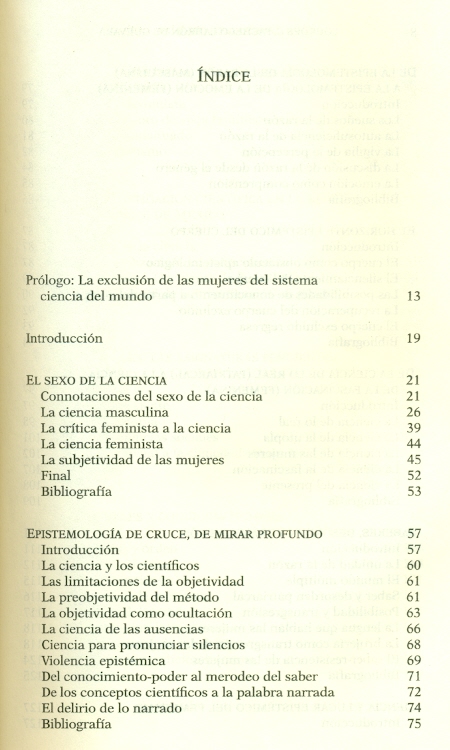 ÍNDICE
Prólogo: La exclusión de las mujeres del sistema
ciencia del mundo 13
Introducción 19
EL SEXO DE LA CIENCIA 21
Connotaciones del sexo de la ciencia 21
La ciencia masculina 26
La crítica feminista a la ciencia 39
La ciencia feminista 44
La subjetividad de las mujeres 45
Final 52
Bibliografía 53
EPISTEMOLOGÍA DE CRUCE, DE MIRAR PROFUNDO 57
Introducción 57
La ciencia y los científicos 60
Las limitaciones de la objetividad 61
La preobjetividad del método 61
La objetividad como ocultación 63
La ciencia de las ausencias 66
Ciencia para pronunciar silencios 68
Violencia epistémica 69
Del conocimiento-poder al merodeo del saber 71
De los conceptos científicos a la palabra narrada 72
El delirio de lo narrado 74
Bibliografía 75